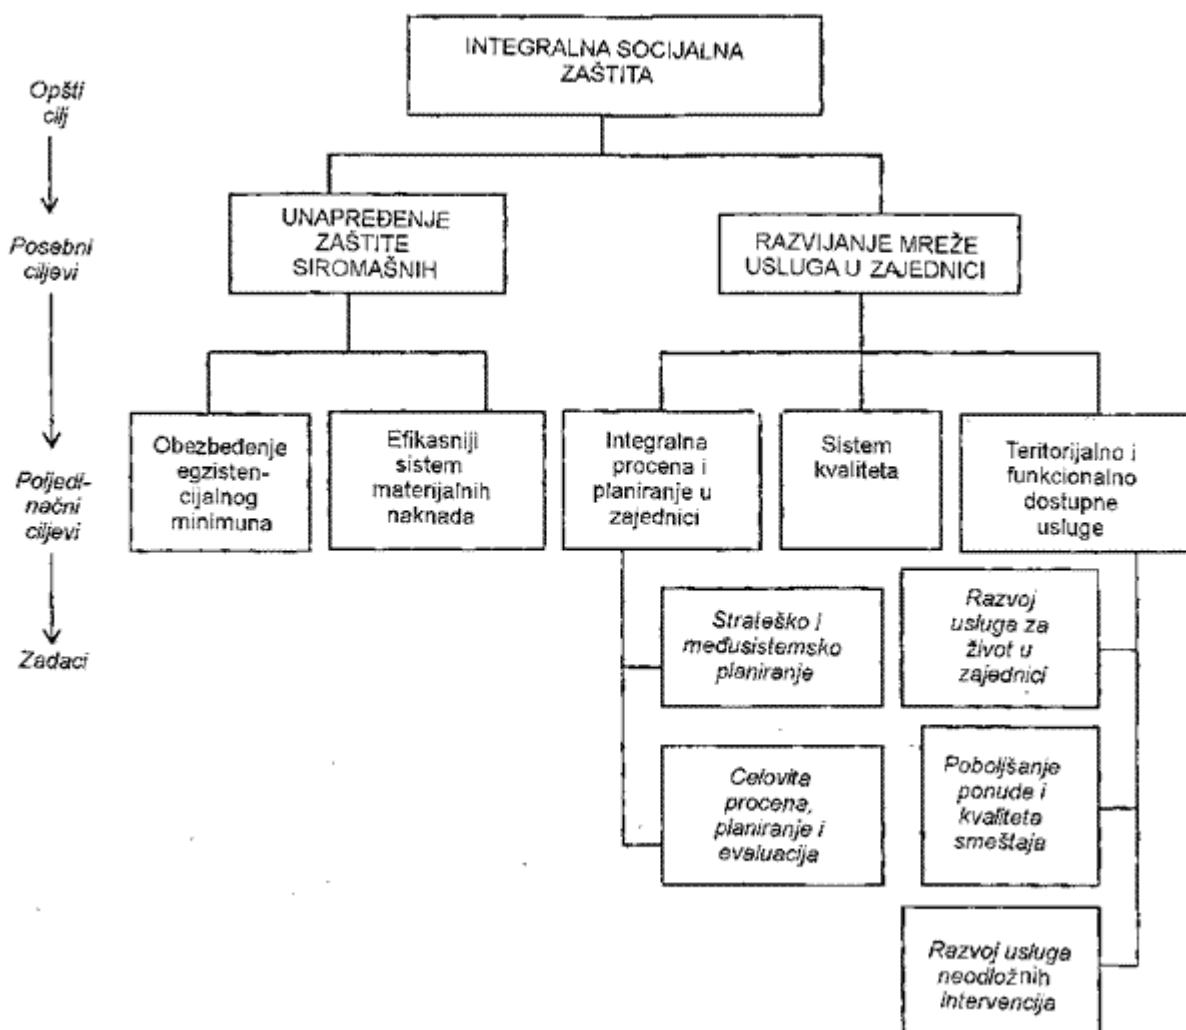 INTEGRALNA SOCIJALNA
ZAŠTITA
Opšti
cilj
UNAPREĐENJE
ZAŠTITE
SIROMAŠNIH
RAZVIJANJE MREŽE
USLUGA U ZAJEDNICI
Posebni
ciljevi
Obezbeđenje
egzisten-
cijalnog
minimuna
Efikasniji
sistem
materijalnih
naknada
Integralna
procena i
planiranje u
zajednici
Sistem
kvaliteta
Teritorijalno i
funkcionalno
dostupne
usluge
Pojedi-
načni
ciljevi
Zadaci
Strateško i
međusistemsko
planiranje
Razvoj
usluga za
život u
zajednici
Celovita
procena,
planiranje i
evaluacija
Poboljšanje
ponude i
kvaliteta
smeštaja
Razvoj usluga
neodložnih
intervencija